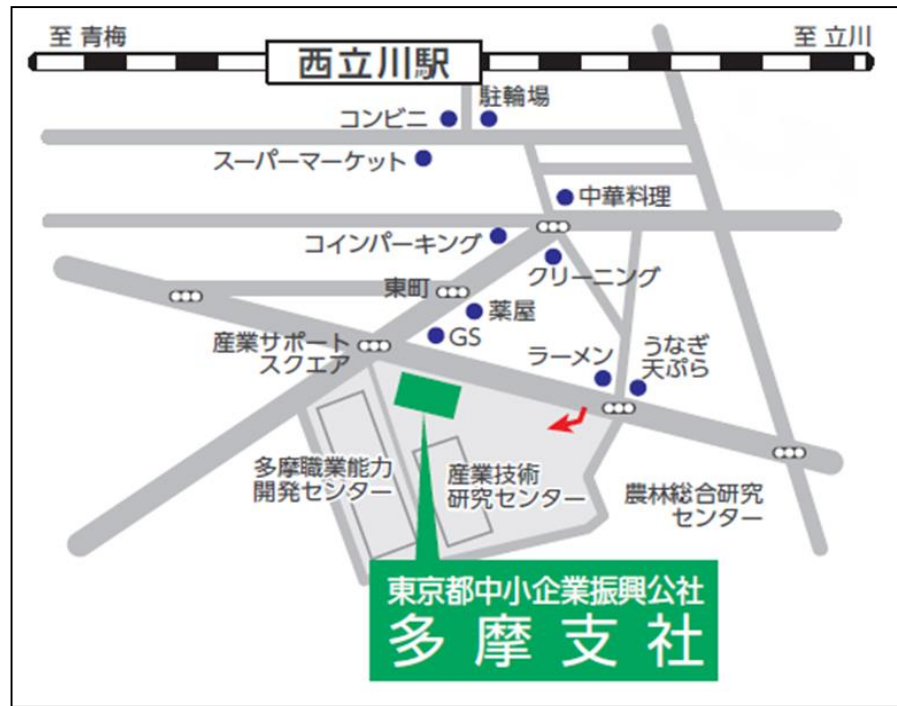 至 青梅
至 立川
西立川駅
駐輪場
コンビニ
スーパーマーケット
中華料理
コインパーキング
クリーニング
東町
薬屋
GS
産業サポート
スクエア
ラーメン
うなぎ
天ぷら
多摩職業能力
開発センター
産業技術
研究センター
農林総合研究
センター
東京都中小企業振興公社
多摩支社